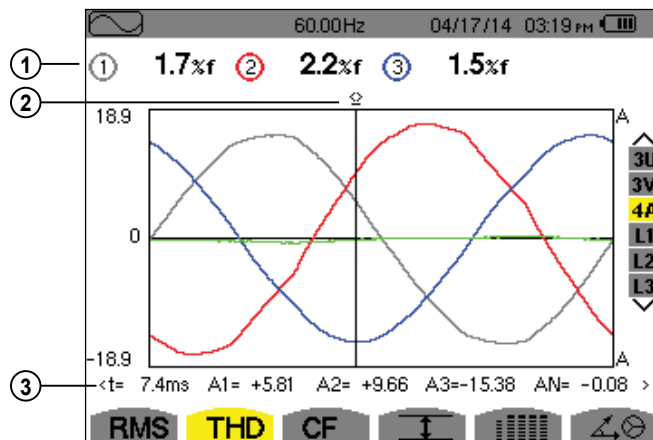 60.00Hz 04/17/14 03:19 PM
1 1 1.7%f 2 2.2%f 3 1.5%f
2
18.9 A
3U
3V
4A
0 L1
L2
L3
-18.9 A
3 <t= 7.4ms A1= +5.81 A2= +9.66 A3=-15.38 AN= -0.08 >
RMS THD CF